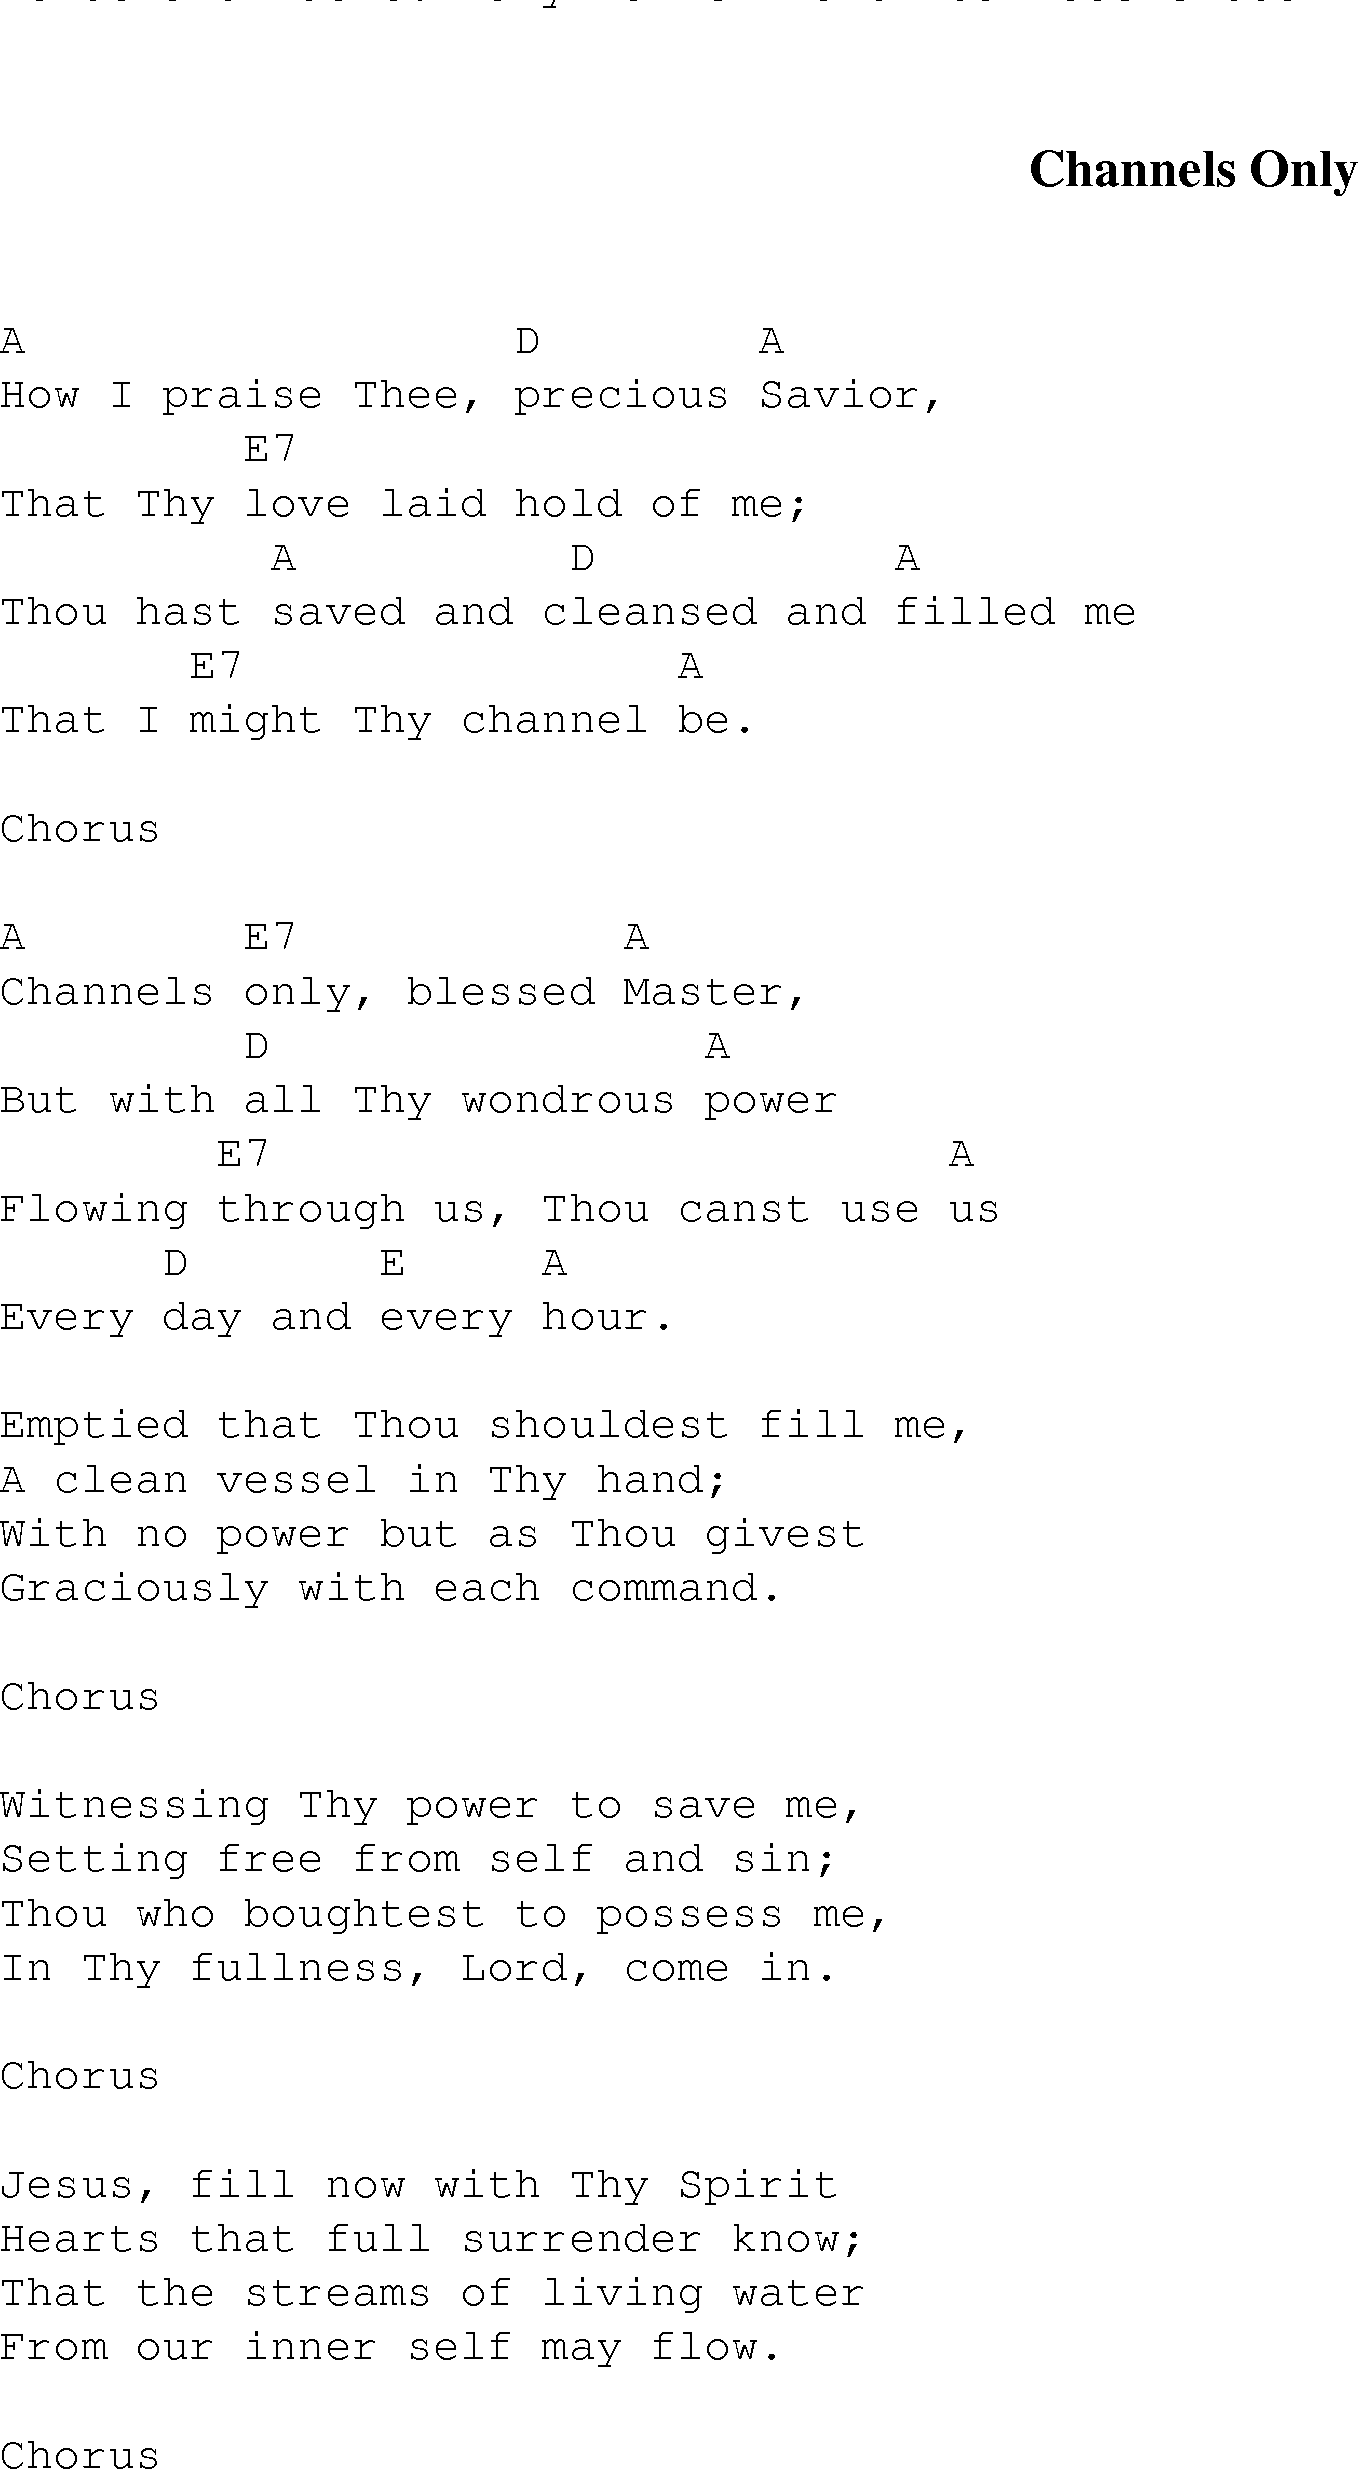 Channels Only
A                  D        A
How I praise Thee, precious Savior,
         E7
That Thy love laid hold of me;
          A          D           A
Thou hast saved and cleansed and filled me
       E7                A
That I might Thy channel be.
Chorus
A        E7            A
Channels only, blessed Master,
         D                A
But with all Thy wondrous power
        E7                         A
Flowing through us, Thou canst use us
      D       E     A
Every day and every hour.
Emptied that Thou shouldest fill me,
A clean vessel in Thy hand;
With no power but as Thou givest
Graciously with each command.
Chorus
Witnessing Thy power to save me,
Setting free from self and sin;
Thou who boughtest to possess me,
In Thy fullness, Lord, come in.
Chorus
Jesus, fill now with Thy Spirit
Hearts that full surrender know;
That the streams of living water
From our inner self may flow.
Chorus